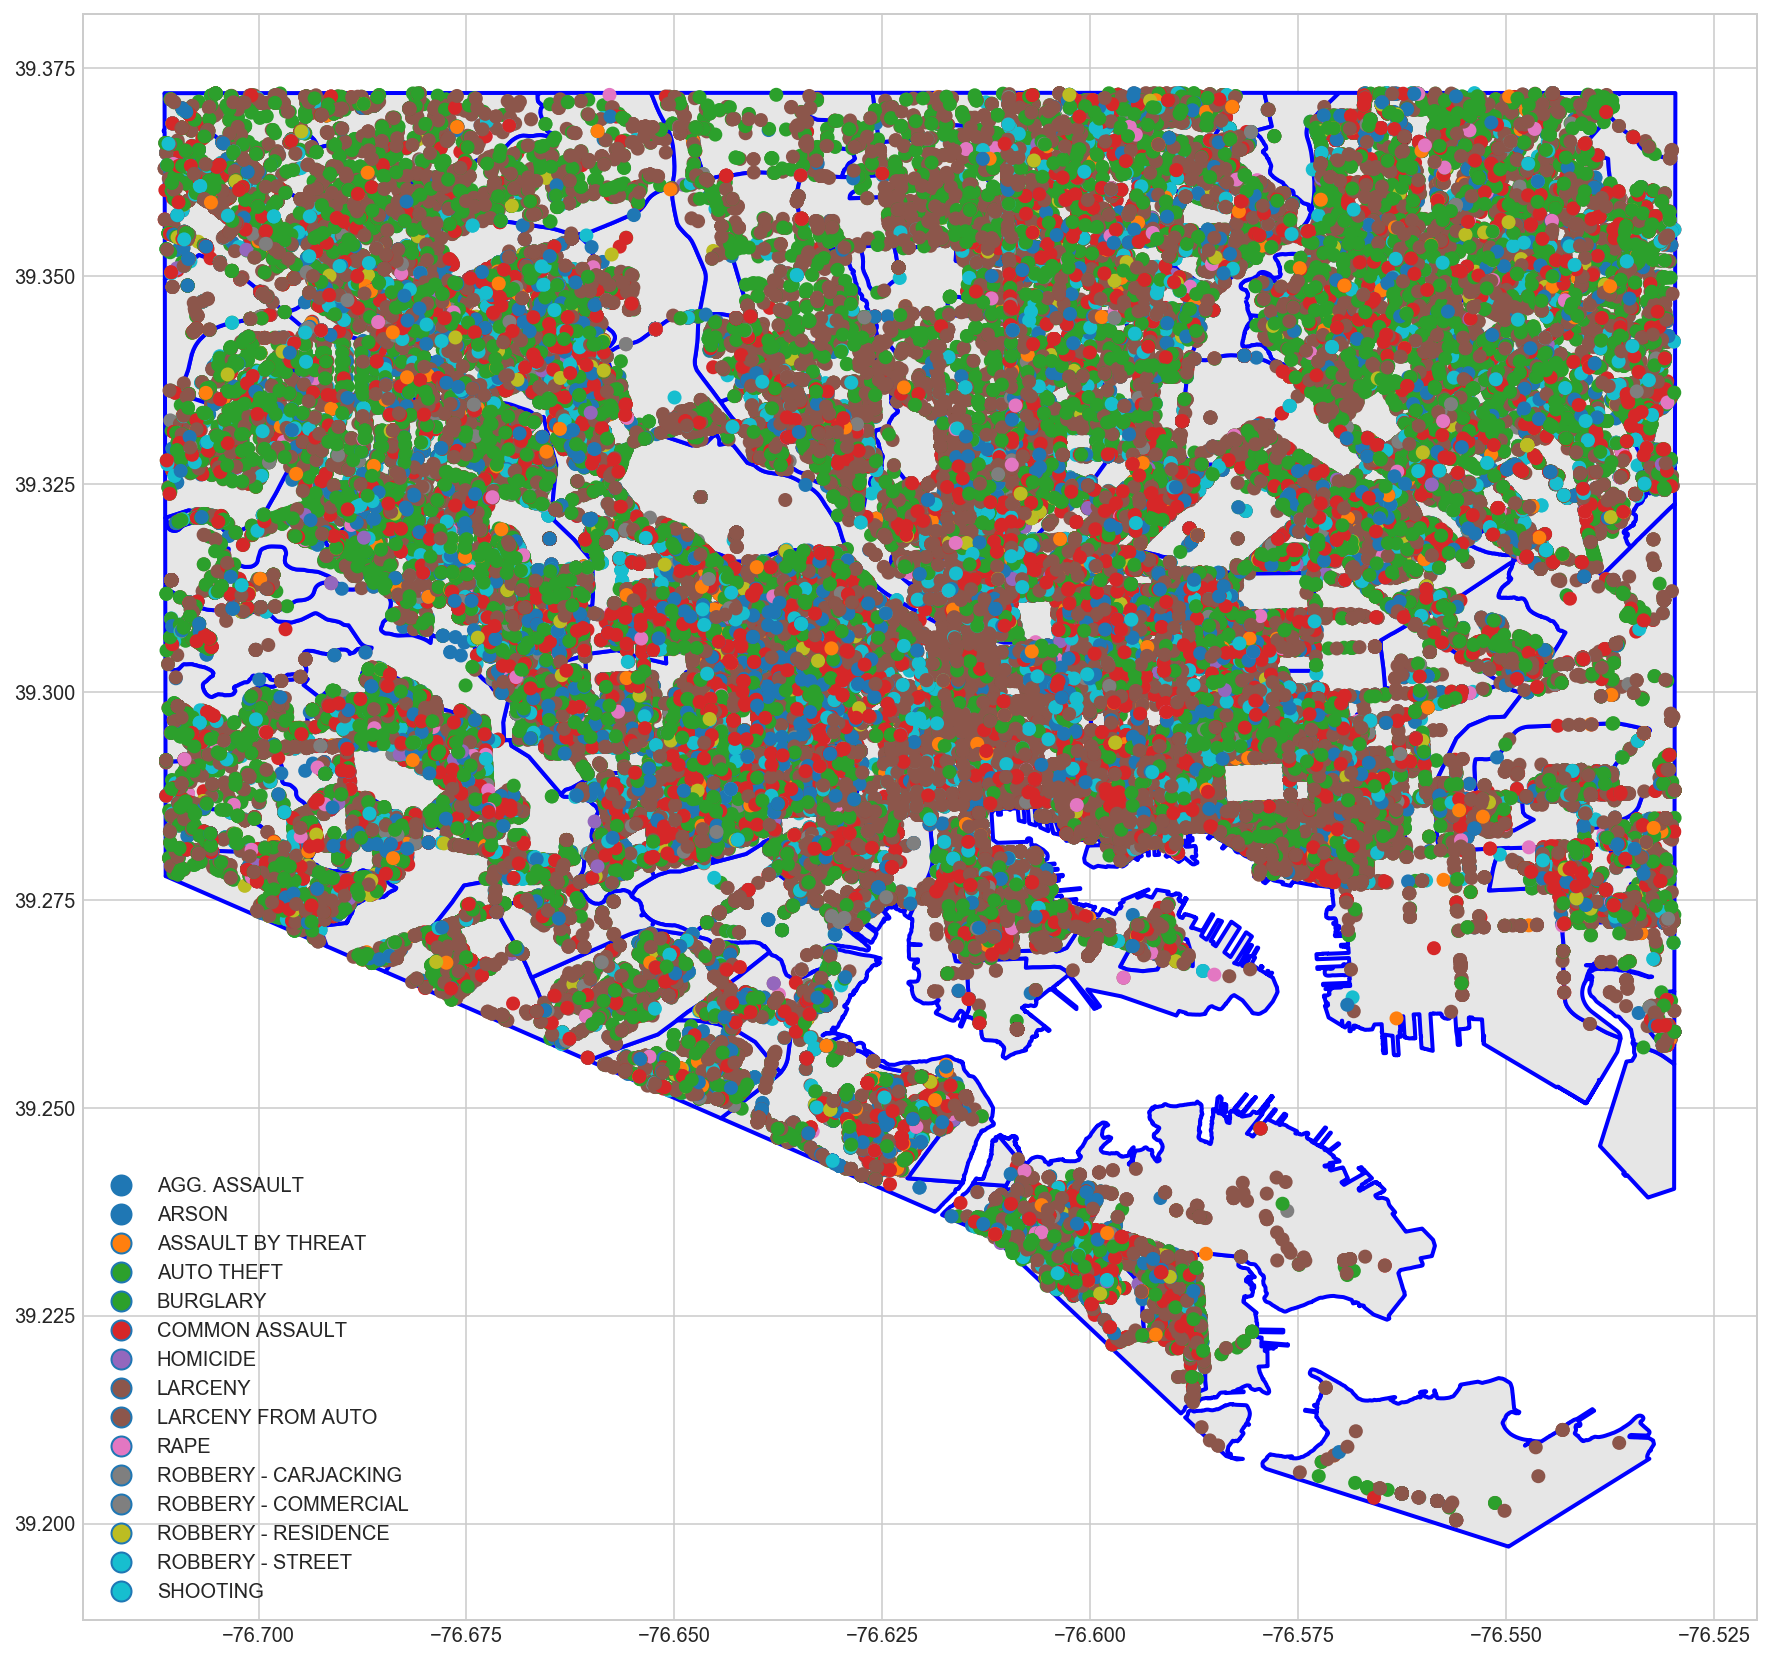 39.375
39.350
39.325
39.300
39.275
39.250
39.225
39.200
AGG. ASSAULT
ARSON
ASSAULT BY THREAT
AUTO THEFT
BURGLARY
COMMON ASSAULT
HOMICIDE
LARCENY
LARCENY FROM AUTO
RAPE
ROBBERY - CARJACKING
ROBBERY - COMMERCIAL
ROBBERY - RESIDENCE
ROBBERY - STREET
SHOOTING
−76.700 −76.675 −76.650 −76.625 −76.600 −76.575 −76.550 −76.525